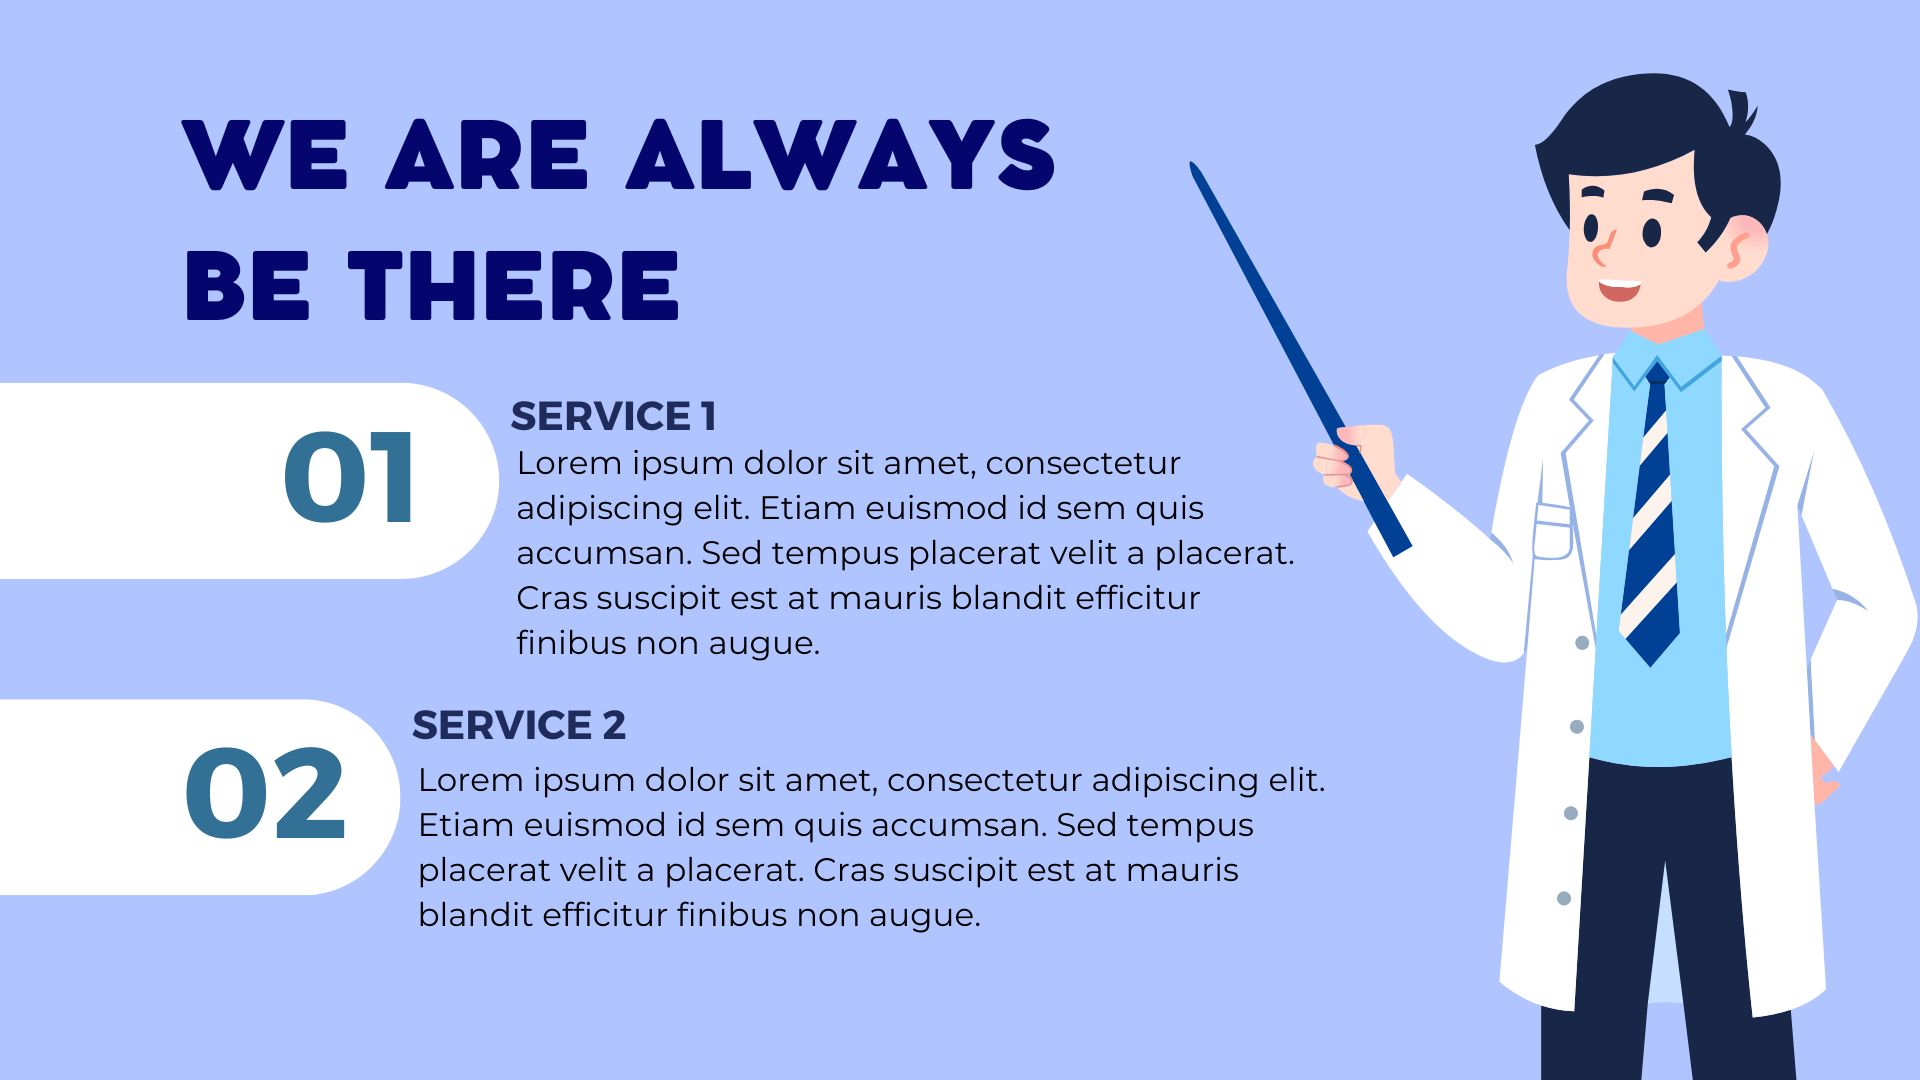 WE ARE ALWAYS
BE THERE
01
SERVICE 1
Lorem ipsum dolor sit amet, consectetur
adipiscing elit. Etiam euismod id sem quis
accumsan. Sed tempus placerat velit a placerat.
Cras suscipit est at mauris blandit efficitur
finibus non augue.
02
SERVICE 2
Lorem ipsum dolor sit amet, consectetur adipiscing elit.
Etiam euismod id sem quis accumsan. Sed tempus
placerat velit a placerat. Cras suscipit est at mauris
blandit efficitur finibus non augue.